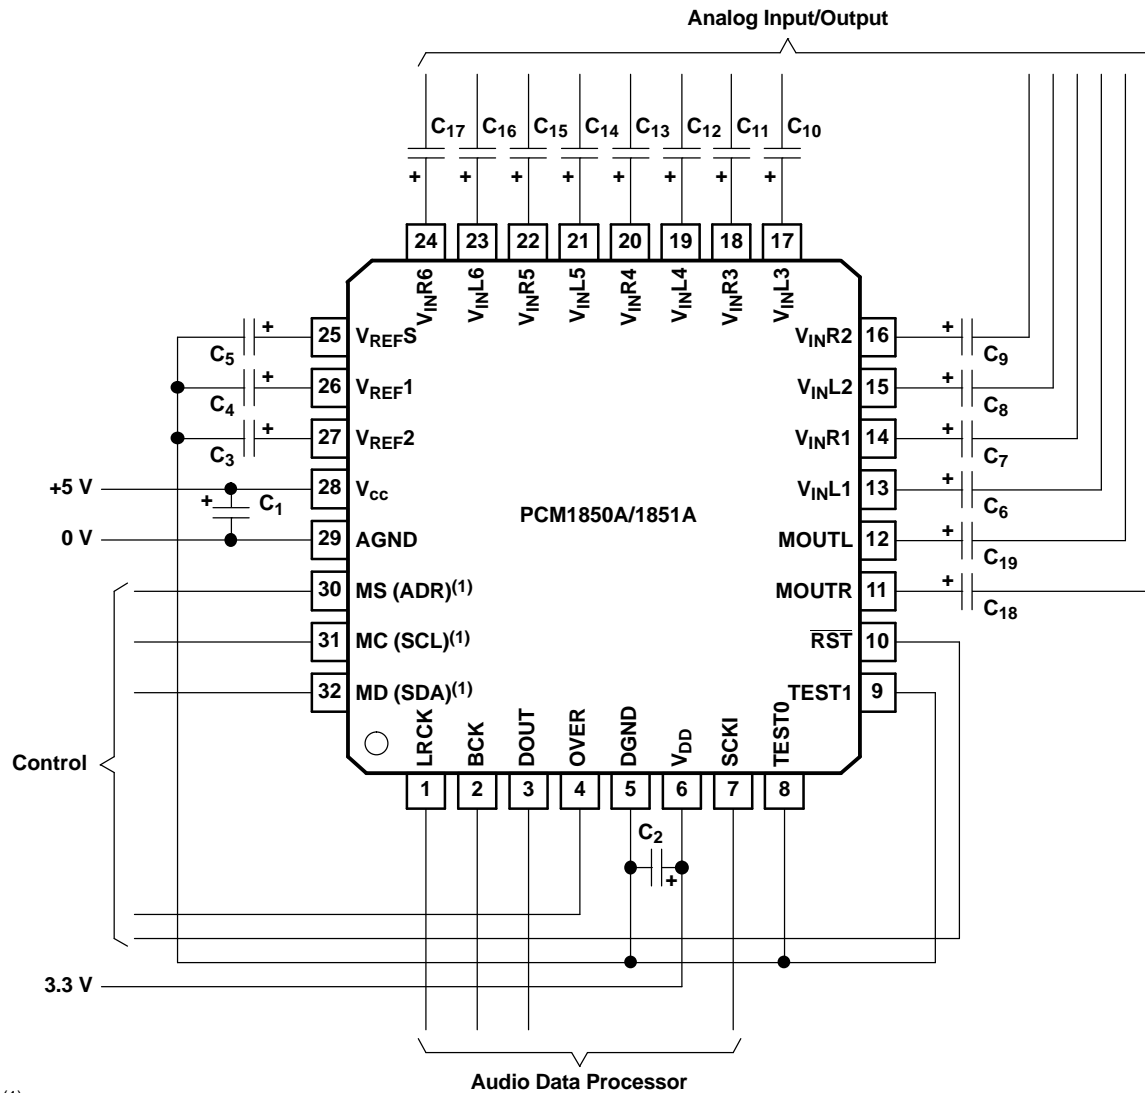 Analog Input/Output
C17 C16 C15 C14 C13 C12 C11 C10
+ + + + + + + +
24 23 22 21 20 19 18 17
VINR6 VINL6 VINR5 VINL5 VINR4 VINL4 VINR3 VINL3
C5 + 25 VREFS
C4 + 26 VREF1
C3 + 27 VREF2
+5 V + C1 28 Vcc
0 V 29 AGND
30 MS (ADR)(1)
31 MC (SCL)(1)
32 MD (SDA)(1)
PCM1850A/1851A
VINR2 16 + C9
VINL2 15 + C8
VINR1 14 + C7
VINL1 13 + C6
MOUTL 12 + C19
MOUTR 11 + C18
RST 10
TEST1 9
LRCK BCK DOUT OVER DGND VDD SCKI TEST0
1 2 3 4 5 6 7 8
Control
C2 +
3.3 V
Audio Data Processor